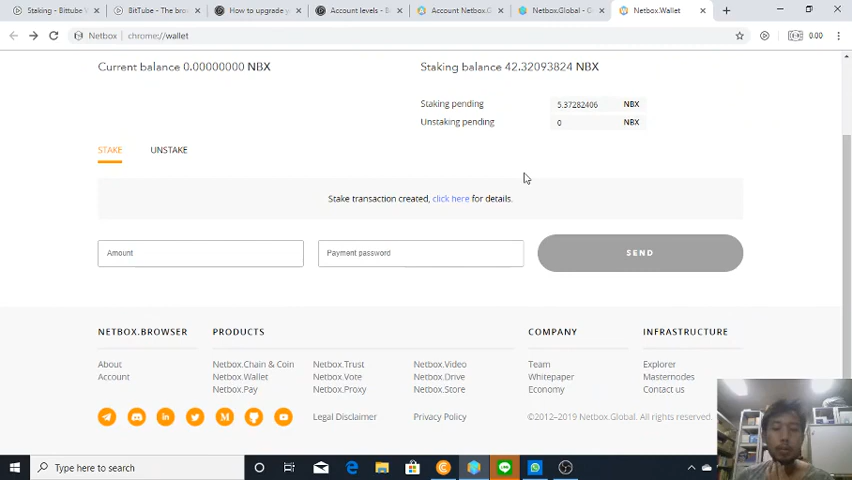 Staking - Bittube V
BitTube - The bro
How to upgrade y
Account levels - B
Account Netbox.G
Netbox.Global - G
Netbox.Wallet
Netbox
chrome://wallet
0.00
Current balance 0.00000000 NBX
Staking balance 42.32093824 NBX
Staking pending 5.37282406 NBX
Unstaking pending 0 NBX
STAKE UNSTAKE
Stake transaction created, click here for details.
Amount Payment password SEND
NETBOX.BROWSER PRODUCTS COMPANY INFRASTRUCTURE
About Netbox.Chain & Coin Netbox.Trust Netbox.Video Team Explorer
Account Netbox.Wallet Netbox.Vote Netbox.Drive Whitepaper Masternodes
Netbox.Pay Netbox.Proxy Netbox.Store Economy Contact us
Legal Disclaimer Privacy Policy ©2012–2019 Netbox.Global. All rights reserved.
Type here to search